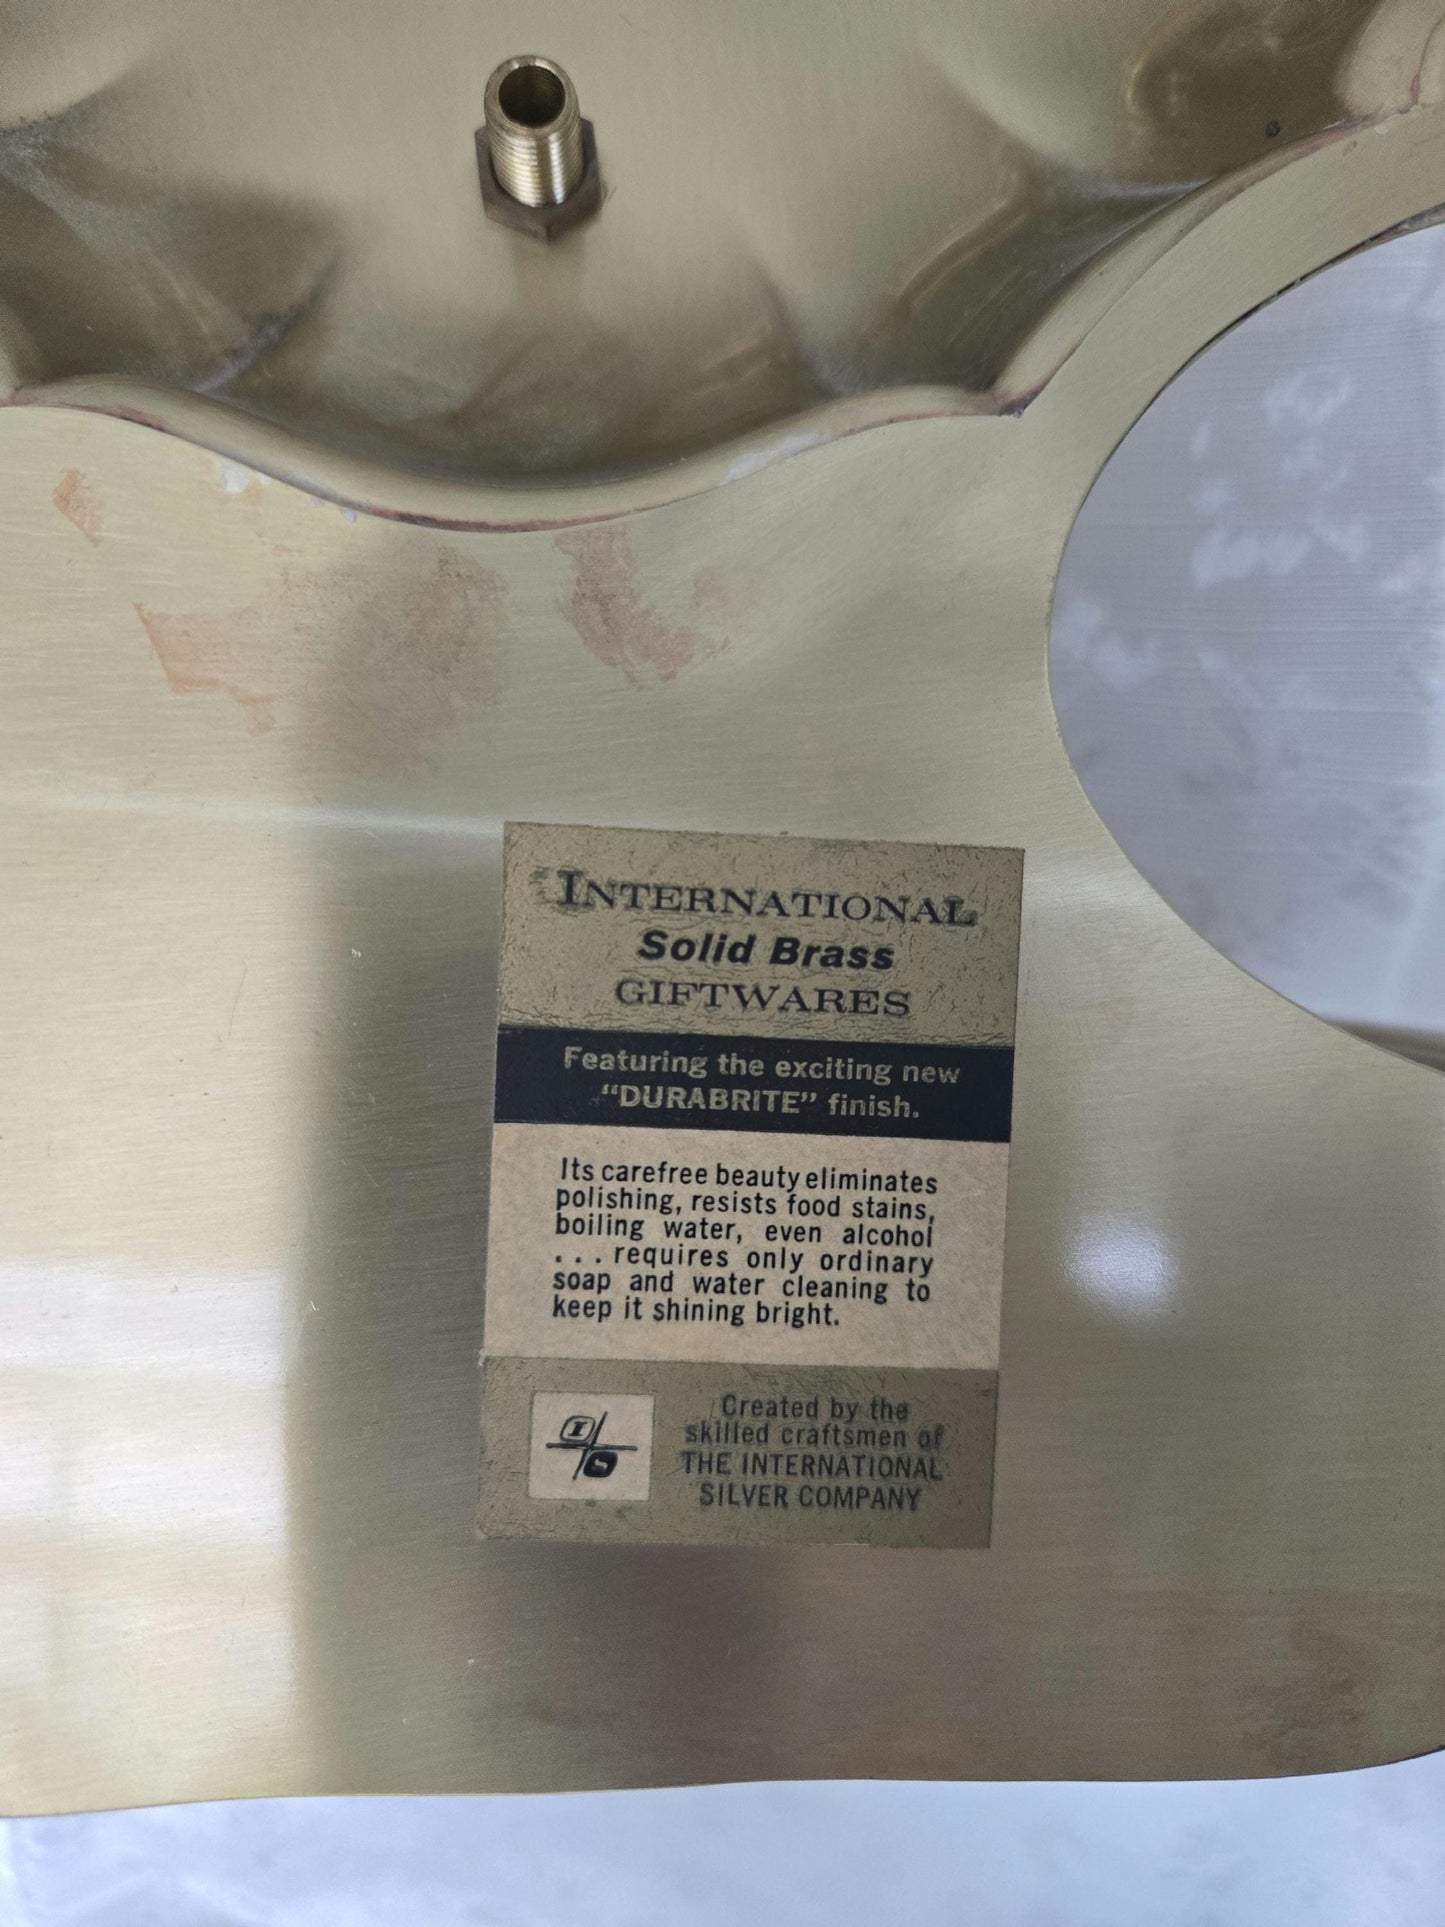 INTERNATIONAL
Solid Brass
GIFTWARES
Featuring the exciting new
“DURABRITE” finish.
Its carefree beauty eliminates
polishing, resists food stains,
boiling water, even alcohol
. . . requires only ordinary
soap and water cleaning to
keep it shining bright.
I
S
Created by the
skilled craftsmen of
THE INTERNATIONAL
SILVER COMPANY